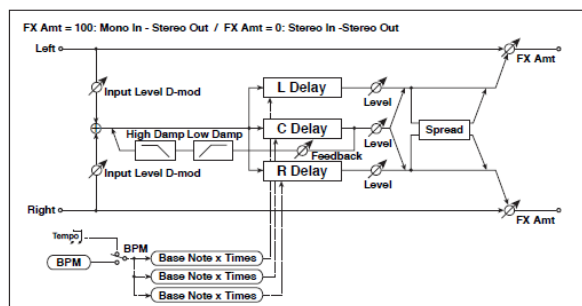 FX Amt = 100: Mono In - Stereo Out / FX Amt = 0: Stereo In -Stereo Out
Left
FX Amt
Input Level D-mod
L Delay
Level
High Damp Low Damp
C Delay
Level
Spread
Feedback
Input Level D-mod
R Delay
Level
Right
FX Amt
Tempo
BPM
BPM
Base Note x Times
Base Note x Times
Base Note x Times